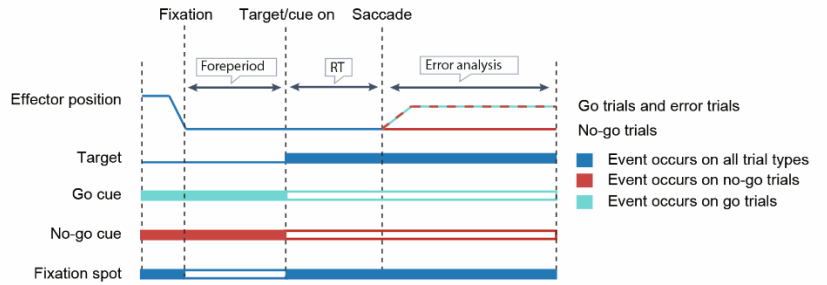 Fixation
Target/cue on
Saccade
Foreperiod
RT
Error analysis
Effector position
Go trials and error trials
No-go trials
Target
Event occurs on all trial types
Event occurs on no-go trials
Go cue
Event occurs on go trials
No-go cue
Fixation spot